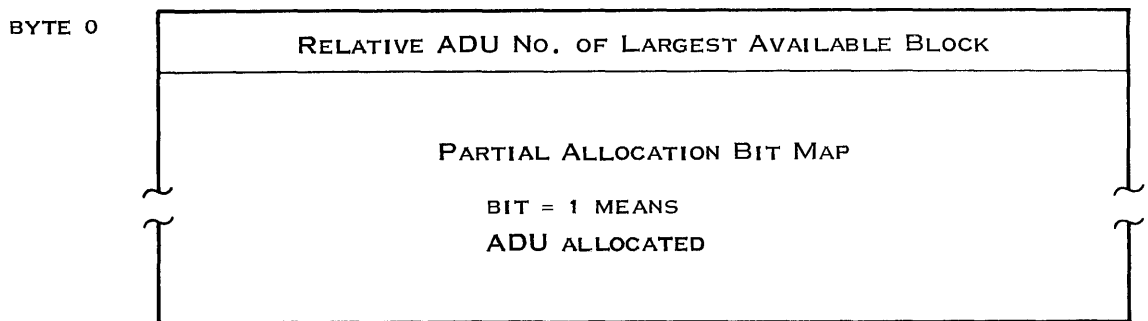 BYTE 0
RELATIVE ADU NO. OF LARGEST AVAILABLE BLOCK
PARTIAL ALLOCATION BIT MAP
BIT = 1 MEANS
ADU ALLOCATED